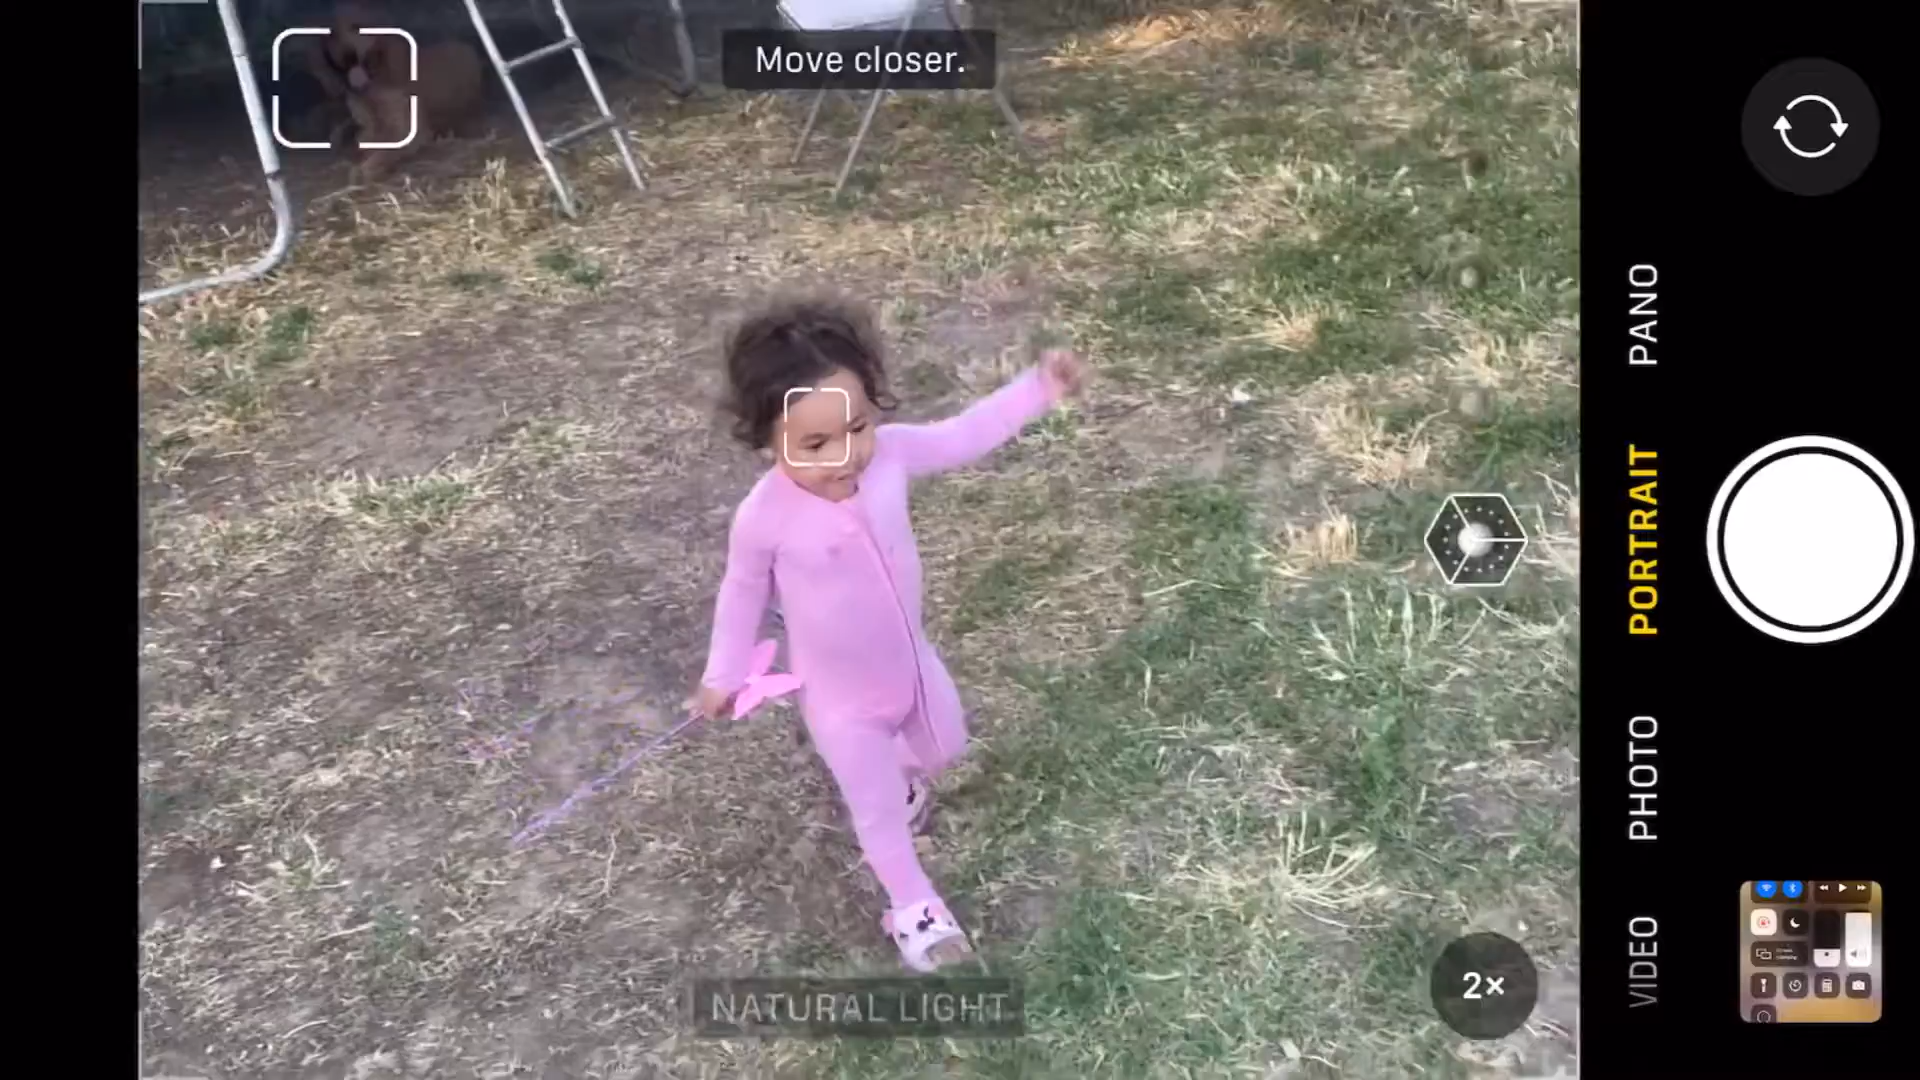 Move closer.
PANO
PORTRAIT
PHOTO
VIDEO
2×
NATURAL LIGHT